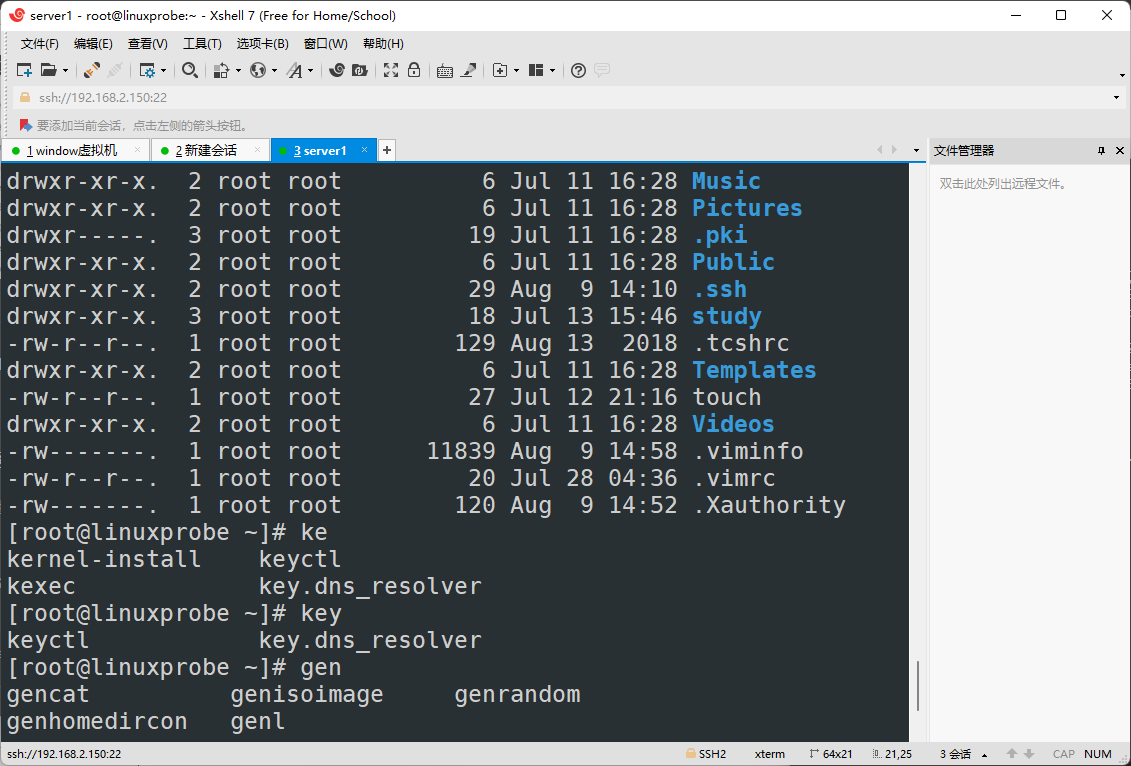 server1 - root@linuxprobe:~ - Xshell 7 (Free for Home/School)
文件(F) 编辑(E) 查看(V) 工具(T) 选项卡(B) 窗口(W) 帮助(H)
ssh://192.168.2.150:22
要添加当前会话，点击左侧的箭头按钮。
1 window虚拟机 × 2 新建会话 × 3 server1 × +
文件管理器
双击此处列出远程文件。
drwxr-xr-x.  2 root root          6 Jul 11 16:28 Music
drwxr-xr-x.  2 root root          6 Jul 11 16:28 Pictures
drwxr-----.  3 root root         19 Jul 11 16:28 .pki
drwxr-xr-x.  2 root root          6 Jul 11 16:28 Public
drwxr-xr-x.  2 root root         29 Aug  9 14:10 .ssh
drwxr-xr-x.  3 root root         18 Jul 13 15:46 study
-rw-r--r--.  1 root root        129 Aug 13  2018 .tcshrc
drwxr-xr-x.  2 root root          6 Jul 11 16:28 Templates
-rw-r--r--.  1 root root         27 Jul 12 21:16 touch
drwxr-xr-x.  2 root root          6 Jul 11 16:28 Videos
-rw-------.  1 root root      11839 Aug  9 14:58 .viminfo
-rw-r--r--.  1 root root         20 Jul 28 04:36 .vimrc
-rw-------.  1 root root        120 Aug  9 14:52 .Xauthority
[root@linuxprobe ~]# ke
kernel-install    keyctl
kexec             key.dns_resolver
[root@linuxprobe ~]# key
keyctl            key.dns_resolver
[root@linuxprobe ~]# gen
gencat          genisoimage     genrandom
genhomedircon   genl
ssh://192.168.2.150:22 SSH2 xterm 64x21 21,25 3 会话 CAP NUM